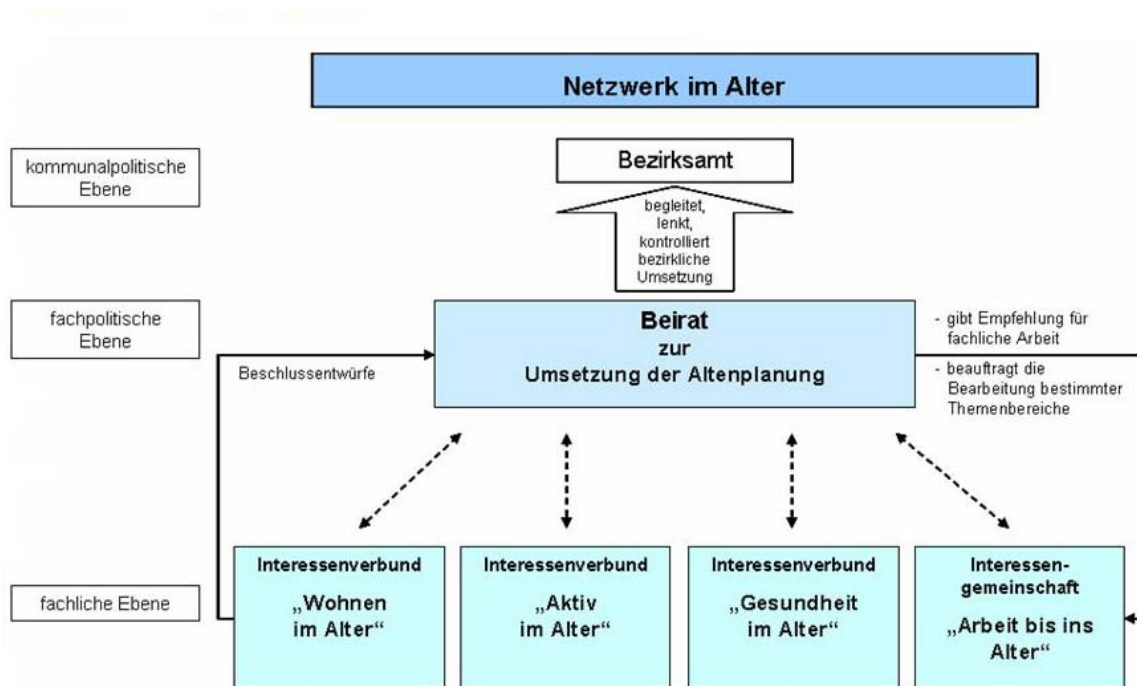 Netzwerk im Alter
kommunalpolitische
Ebene
Bezirksamt
begleitet,
lenkt,
kontrolliert
bezirkliche
Umsetzung
fachpolitische
Ebene
Beirat
zur
Umsetzung der Altenplanung
Beschlussentwürfe
- gibt Empfehlung für
fachliche Arbeit
- beauftragt die
Bearbeitung bestimmter
Themenbereiche
fachliche Ebene
Interessenverbund
„Wohnen
im Alter“
Interessenverbund
„Aktiv
im Alter“
Interessenverbund
„Gesundheit
im Alter“
Interessen-
gemeinschaft
„Arbeit bis ins
Alter“